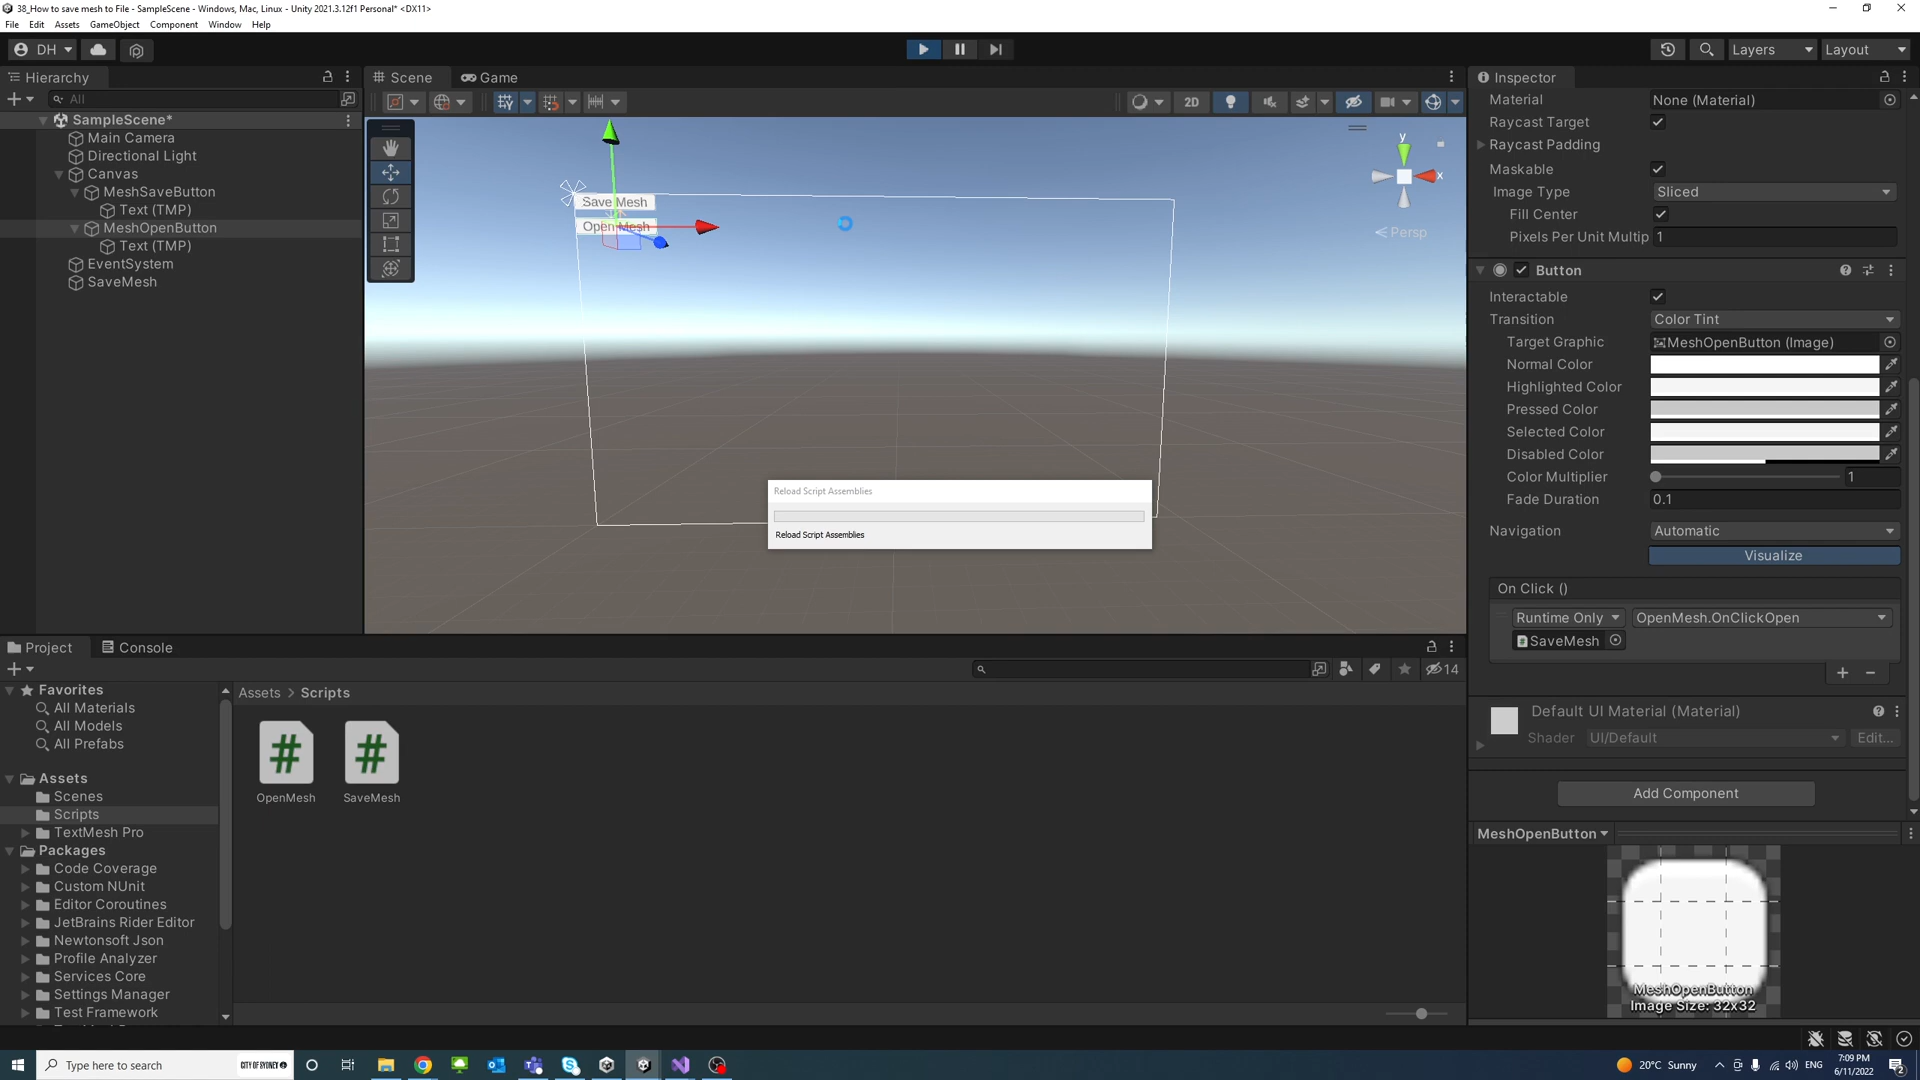 38_How to save mesh to File - SampleScene - Windows, Mac, Linux - Unity 2021.3.12f1 Personal* <DX11>
File Edit Assets GameObject Component Window Help
DH
Layers
Layout
Hierarchy
All
SampleScene*
Main Camera
Directional Light
Canvas
MeshSaveButton
Text (TMP)
MeshOpenButton
Text (TMP)
EventSystem
SaveMesh
Scene
Game
2D
Save Mesh
Open Mesh
y
x
Persp
Reload Script Assemblies
Reload Script Assemblies
Inspector
Material None (Material)
Raycast Target
Raycast Padding
Maskable
Image Type Sliced
Fill Center
Pixels Per Unit Multip 1
Button
Interactable
Transition Color Tint
Target Graphic MeshOpenButton (Image)
Normal Color
Highlighted Color
Pressed Color
Selected Color
Disabled Color
Color Multiplier 1
Fade Duration 0.1
Navigation Automatic
Visualize
On Click ()
Runtime Only OpenMesh.OnClickOpen
SaveMesh
Default UI Material (Material)
Shader UI/Default Edit...
Add Component
MeshOpenButton
MeshOpenButton
Image Size: 32x32
Project
Console
14
Favorites
All Materials
All Models
All Prefabs
Assets
Scenes
Scripts
TextMesh Pro
Packages
Code Coverage
Custom NUnit
Editor Coroutines
JetBrains Rider Editor
Newtonsoft Json
Profile Analyzer
Services Core
Settings Manager
Test Framework
Assets > Scripts
OpenMesh
SaveMesh
Type here to search
CITY OF SYDNEY
20°C Sunny
ENG
7:09 PM
6/11/2022
2